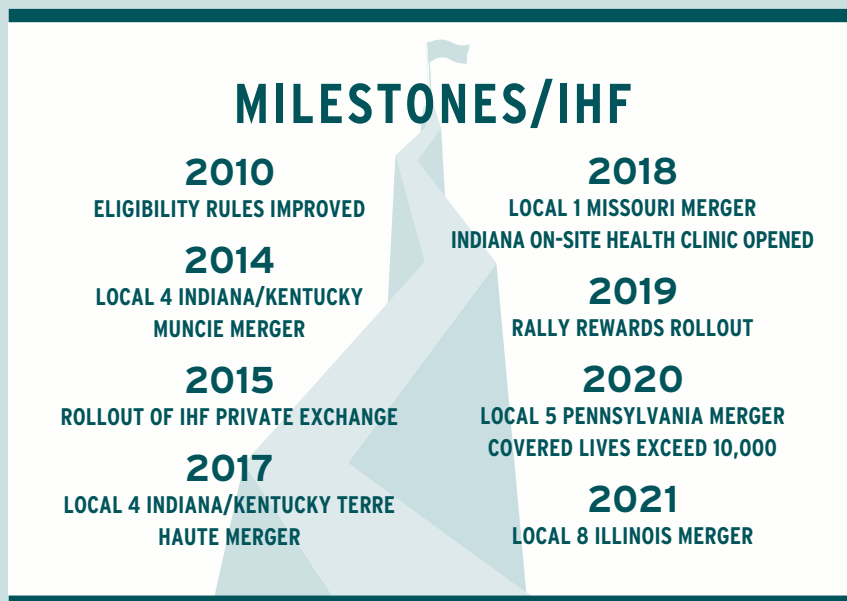 MILESTONES/IHF
2010
ELIGIBILITY RULES IMPROVED
2014
LOCAL 4 INDIANA/KENTUCKY
MUNCIE MERGER
2015
ROLLOUT OF IHF PRIVATE EXCHANGE
2017
LOCAL 4 INDIANA/KENTUCKY TERRE
HAUTE MERGER
2018
LOCAL 1 MISSOURI MERGER
INDIANA ON-SITE HEALTH CLINIC OPENED
2019
RALLY REWARDS ROLLOUT
2020
LOCAL 5 PENNSYLVANIA MERGER
COVERED LIVES EXCEED 10,000
2021
LOCAL 8 ILLINOIS MERGER